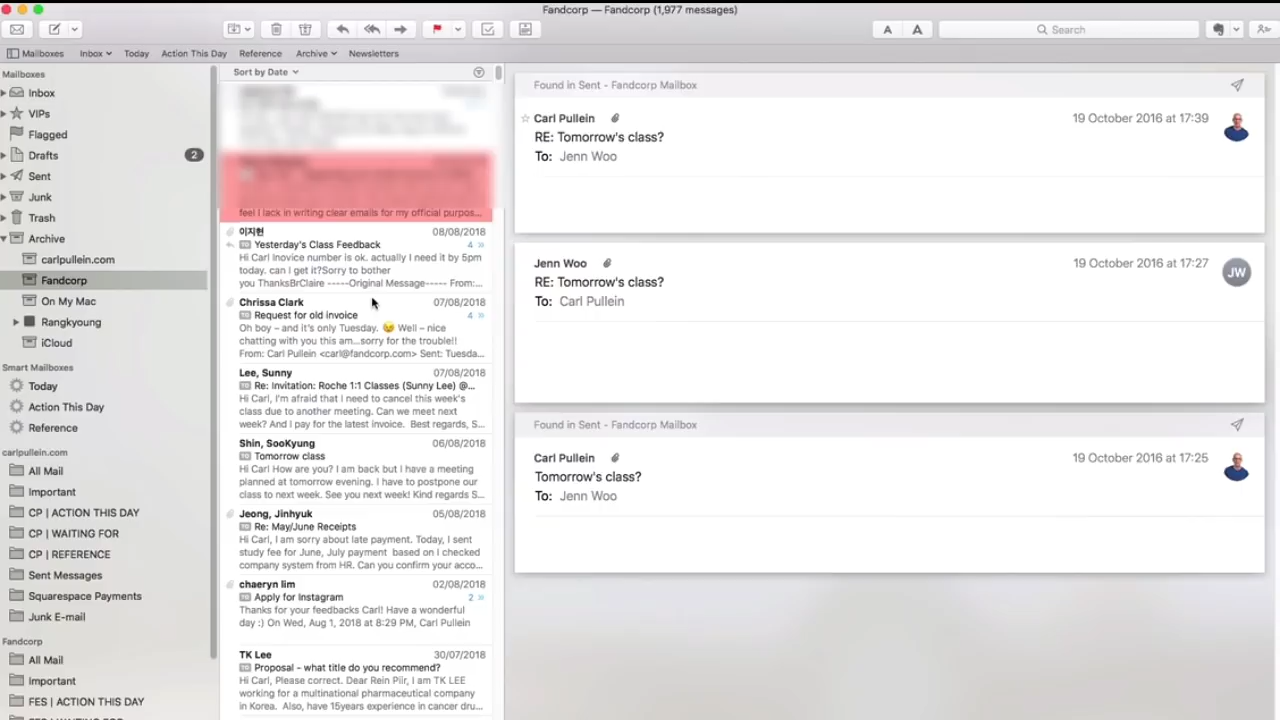 Fandcorp — Fandcorp (1,977 messages)
A A Search
Mailboxes Inbox Today Action This Day Reference Archive Newsletters
Mailboxes
Inbox
VIPs
Flagged
Drafts 2
Sent
Junk
Trash
Archive
carlpullein.com
Fandcorp
On My Mac
Rangkyoung
iCloud
Smart Mailboxes
Today
Action This Day
Reference
carlpullein.com
All Mail
Important
CP | ACTION THIS DAY
CP | WAITING FOR
CP | REFERENCE
Sent Messages
Squarespace Payments
Junk E-mail
Fandcorp
All Mail
Important
FES | ACTION THIS DAY
FES | WAITING FOR
Sort by Date
feel I lack in writing clear emails for my official purpos...
이지현 08/08/2018
TO Yesterday's Class Feedback 4 »
Hi Carl Inovice number is ok. actually I need it by 5pm
today. can I get it?Sorry to bother
you ThanksBrClaire -----Original Message----- From:...
Chrissa Clark 07/08/2018
TO Request for old invoice 4 »
Oh boy – and it's only Tuesday. 😉 Well – nice
chatting with you this am...sorry for the trouble!!
From: Carl Pullein <carl@fandcorp.com> Sent: Tuesda...
Lee, Sunny 07/08/2018
TO Re: Invitation: Roche 1:1 Classes (Sunny Lee) @...
Hi Carl, I'm afraid that I need to cancel this week's
class due to another meeting. Can we meet next
week? And I pay for the latest invoice. Best regards, S...
Shin, SooKyung 06/08/2018
TO Tomorrow class
Hi Carl How are you? I am back but I have a meeting
planned at tomorrow evening. I have to postpone our
class to next week. See you next week! Kind regards S...
Jeong, Jinhyuk 05/08/2018
TO Re: May/June Receipts
Hi Carl, I am sorry about late payment. Today, I sent
study fee for June, July payment based on I checked
company system from HR. Can you confirm your acco...
chaeryn lim 02/08/2018
TO Apply for Instagram 2 »
Thanks for your feedbacks Carl! Have a wonderful
day :) On Wed, Aug 1, 2018 at 8:29 PM, Carl Pullein
TK Lee 30/07/2018
TO Proposal - what title do you recommend?
Hi Carl, Please correct. Dear Rein Piir, I am TK LEE
working for a multinational pharmaceutical company
in Korea. Also, have 15years experience in cancer dru...
Found in Sent - Fandcorp Mailbox
Carl Pullein 19 October 2016 at 17:39
RE: Tomorrow's class?
To: Jenn Woo
Jenn Woo 19 October 2016 at 17:27
JW
RE: Tomorrow's class?
To: Carl Pullein
Found in Sent - Fandcorp Mailbox
Carl Pullein 19 October 2016 at 17:25
Tomorrow's class?
To: Jenn Woo